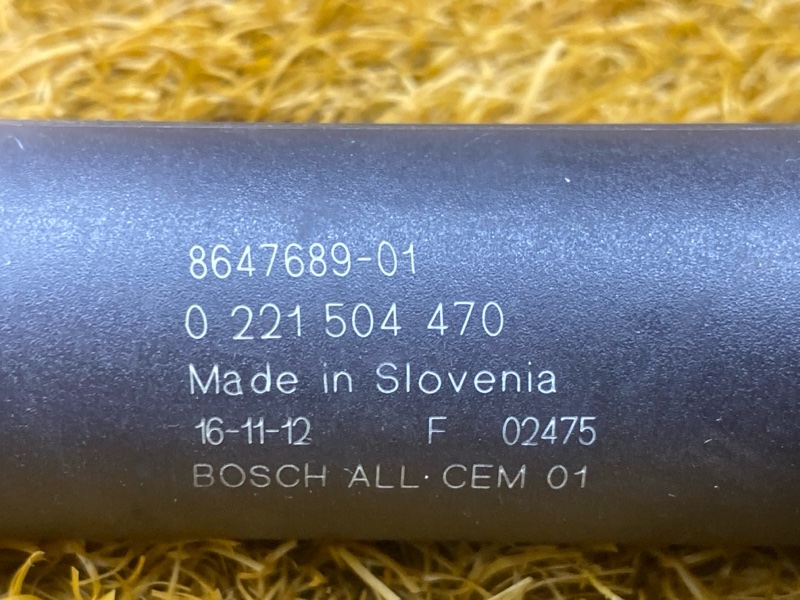 8647689-01
0 221 504 470
Made in Slovenia
16-11-12 F 02475
BOSCH ALL. CEM 01